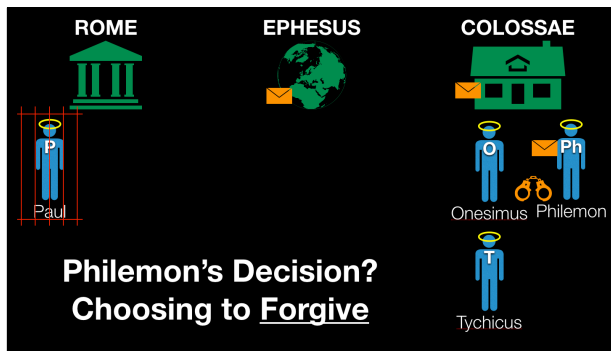 ROME EPHESUS COLOSSAE
P O Ph
Paul Onesimus Philemon
T
Philemon's Decision?
Choosing to Forgive
Tychicus